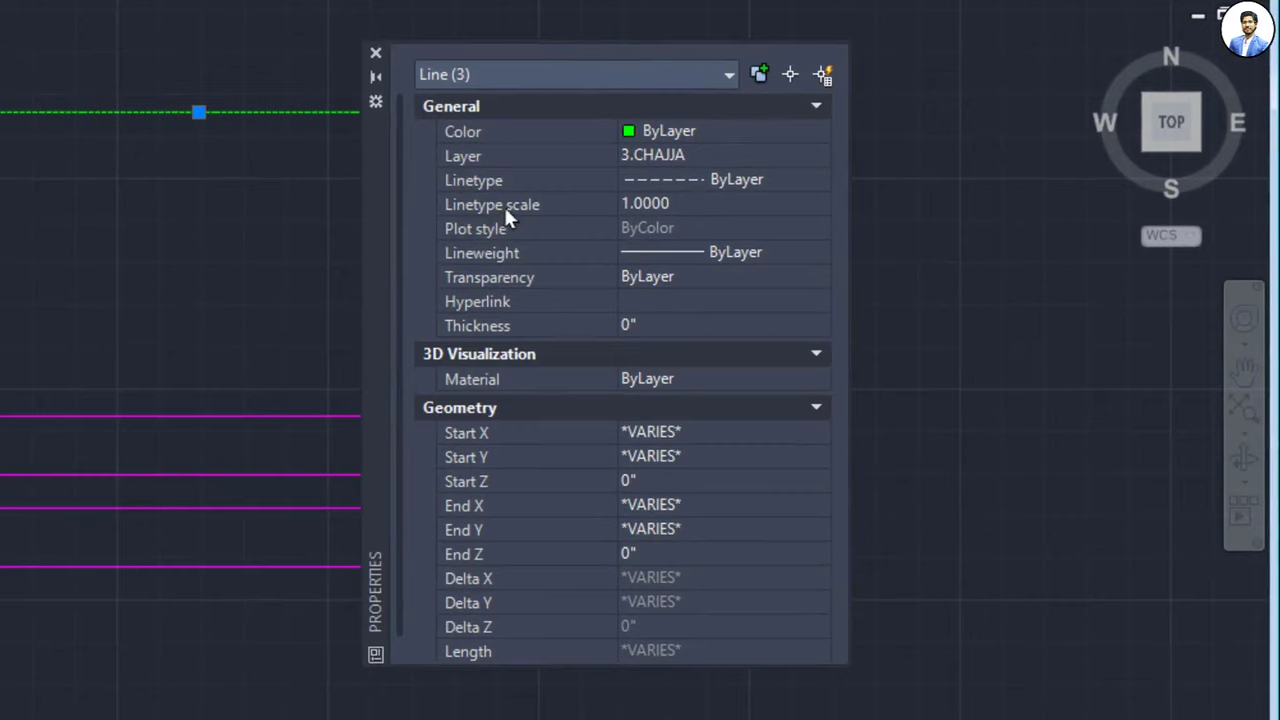 Line (3)
General
Color ByLayer
Layer 3.CHAJJA
Linetype ByLayer
Linetype scale 1.0000
Plot style ByColor
Lineweight ByLayer
Transparency ByLayer
Hyperlink
Thickness 0"
3D Visualization
Material ByLayer
Geometry
Start X *VARIES*
Start Y *VARIES*
Start Z 0"
End X *VARIES*
End Y *VARIES*
End Z 0"
Delta X *VARIES*
Delta Y *VARIES*
Delta Z 0"
Length *VARIES*
PROPERTIES
N
W TOP E
S
WCS